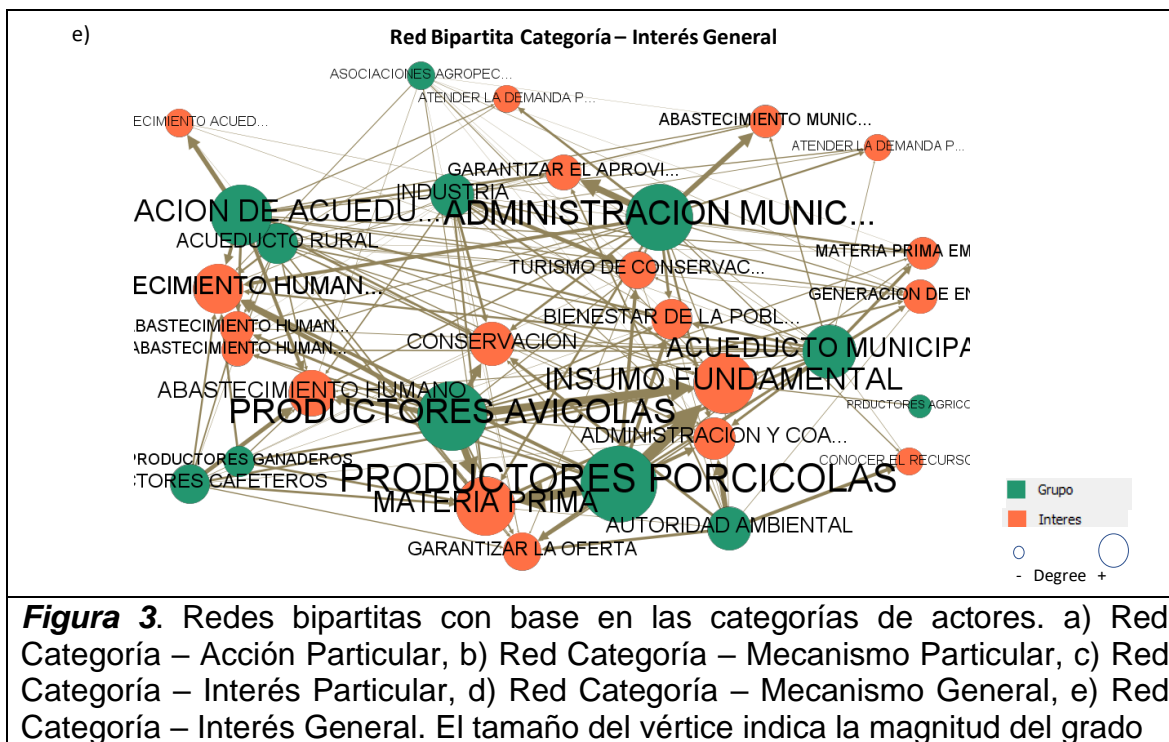 e)
Red Bipartita Categoría – Interés General
ASOCIACIONES AGROPEC...
ATENDER LA DEMANDA P...
ECIMIENTO ACUED...
ABASTECIMIENTO MUNIC...
ATENDER LA DEMANDA P...
GARANTIZAR EL APROVI...
INDUSTRIA
ACION DE ACUEDU...
ADMINISTRACION MUNIC...
ACUEDUCTO RURAL
MATERIA PRIMA EM
TURISMO DE CONSERVAC...
ECIMIENTO HUMAN...
GENERACION DE EN
BIENESTAR DE LA POBL...
ABASTECIMIENTO HUMAN...
CONSERVACION
ACUEDUCTO MUNICIPA
ABASTECIMIENTO HUMAN...
INSUMO FUNDAMENTAL
ABASTECIMIENTO HUMANO
PRDUCTORES AGRICO
PRODUCTORES AVICOLAS
ADMINISTRACION Y COA...
PRODUCTORES GANADEROS
CONOCER EL RECURSO
CTORES CAFETEROS
PRODUCTORES PORCICOLAS
MATERIA PRIMA
Grupo
Interes
AUTORIDAD AMBIENTAL
GARANTIZAR LA OFERTA
- Degree +
Figura 3. Redes bipartitas con base en las categorías de actores. a) Red
Categoría – Acción Particular, b) Red Categoría – Mecanismo Particular, c) Red
Categoría – Interés Particular, d) Red Categoría – Mecanismo General, e) Red
Categoría – Interés General. El tamaño del vértice indica la magnitud del grado